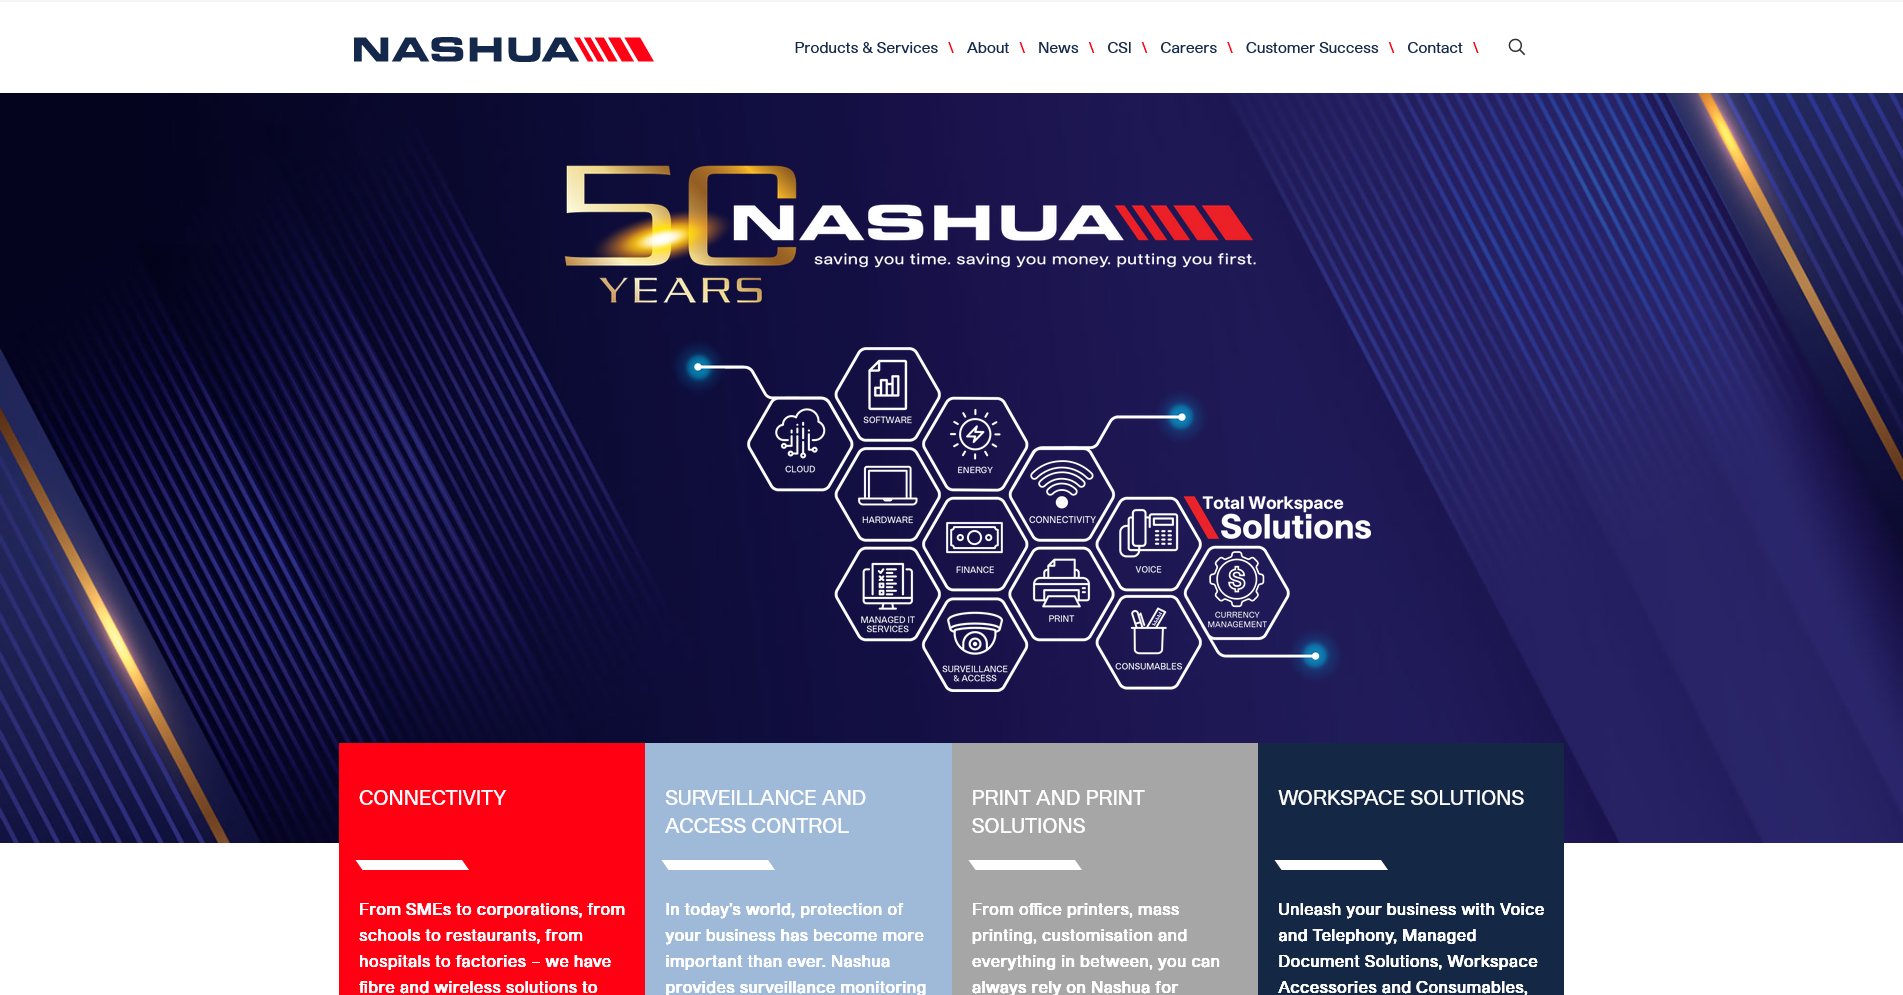 NASHUA
Products & Services \ About \ News \ CSI \ Careers \ Customer Success \ Contact \
50 NASHUA
saving you time. saving you money. putting you first.
YEARS
SOFTWARE
CLOUD
ENERGY
HARDWARE
CONNECTIVITY
Total Workspace
Solutions
FINANCE
VOICE
MANAGED IT
SERVICES
PRINT
CURRENCY
MANAGEMENT
SURVEILLANCE
& ACCESS
CONSUMABLES
CONNECTIVITY
From SMEs to corporations, from
schools to restaurants, from
hospitals to factories – we have
fibre and wireless solutions to
SURVEILLANCE AND
ACCESS CONTROL
In today’s world, protection of
your business has become more
important than ever. Nashua
provides surveillance monitoring
PRINT AND PRINT
SOLUTIONS
From office printers, mass
printing, customisation and
everything in between, you can
always rely on Nashua for
WORKSPACE SOLUTIONS
Unleash your business with Voice
and Telephony, Managed
Document Solutions, Workspace
Accessories and Consumables,